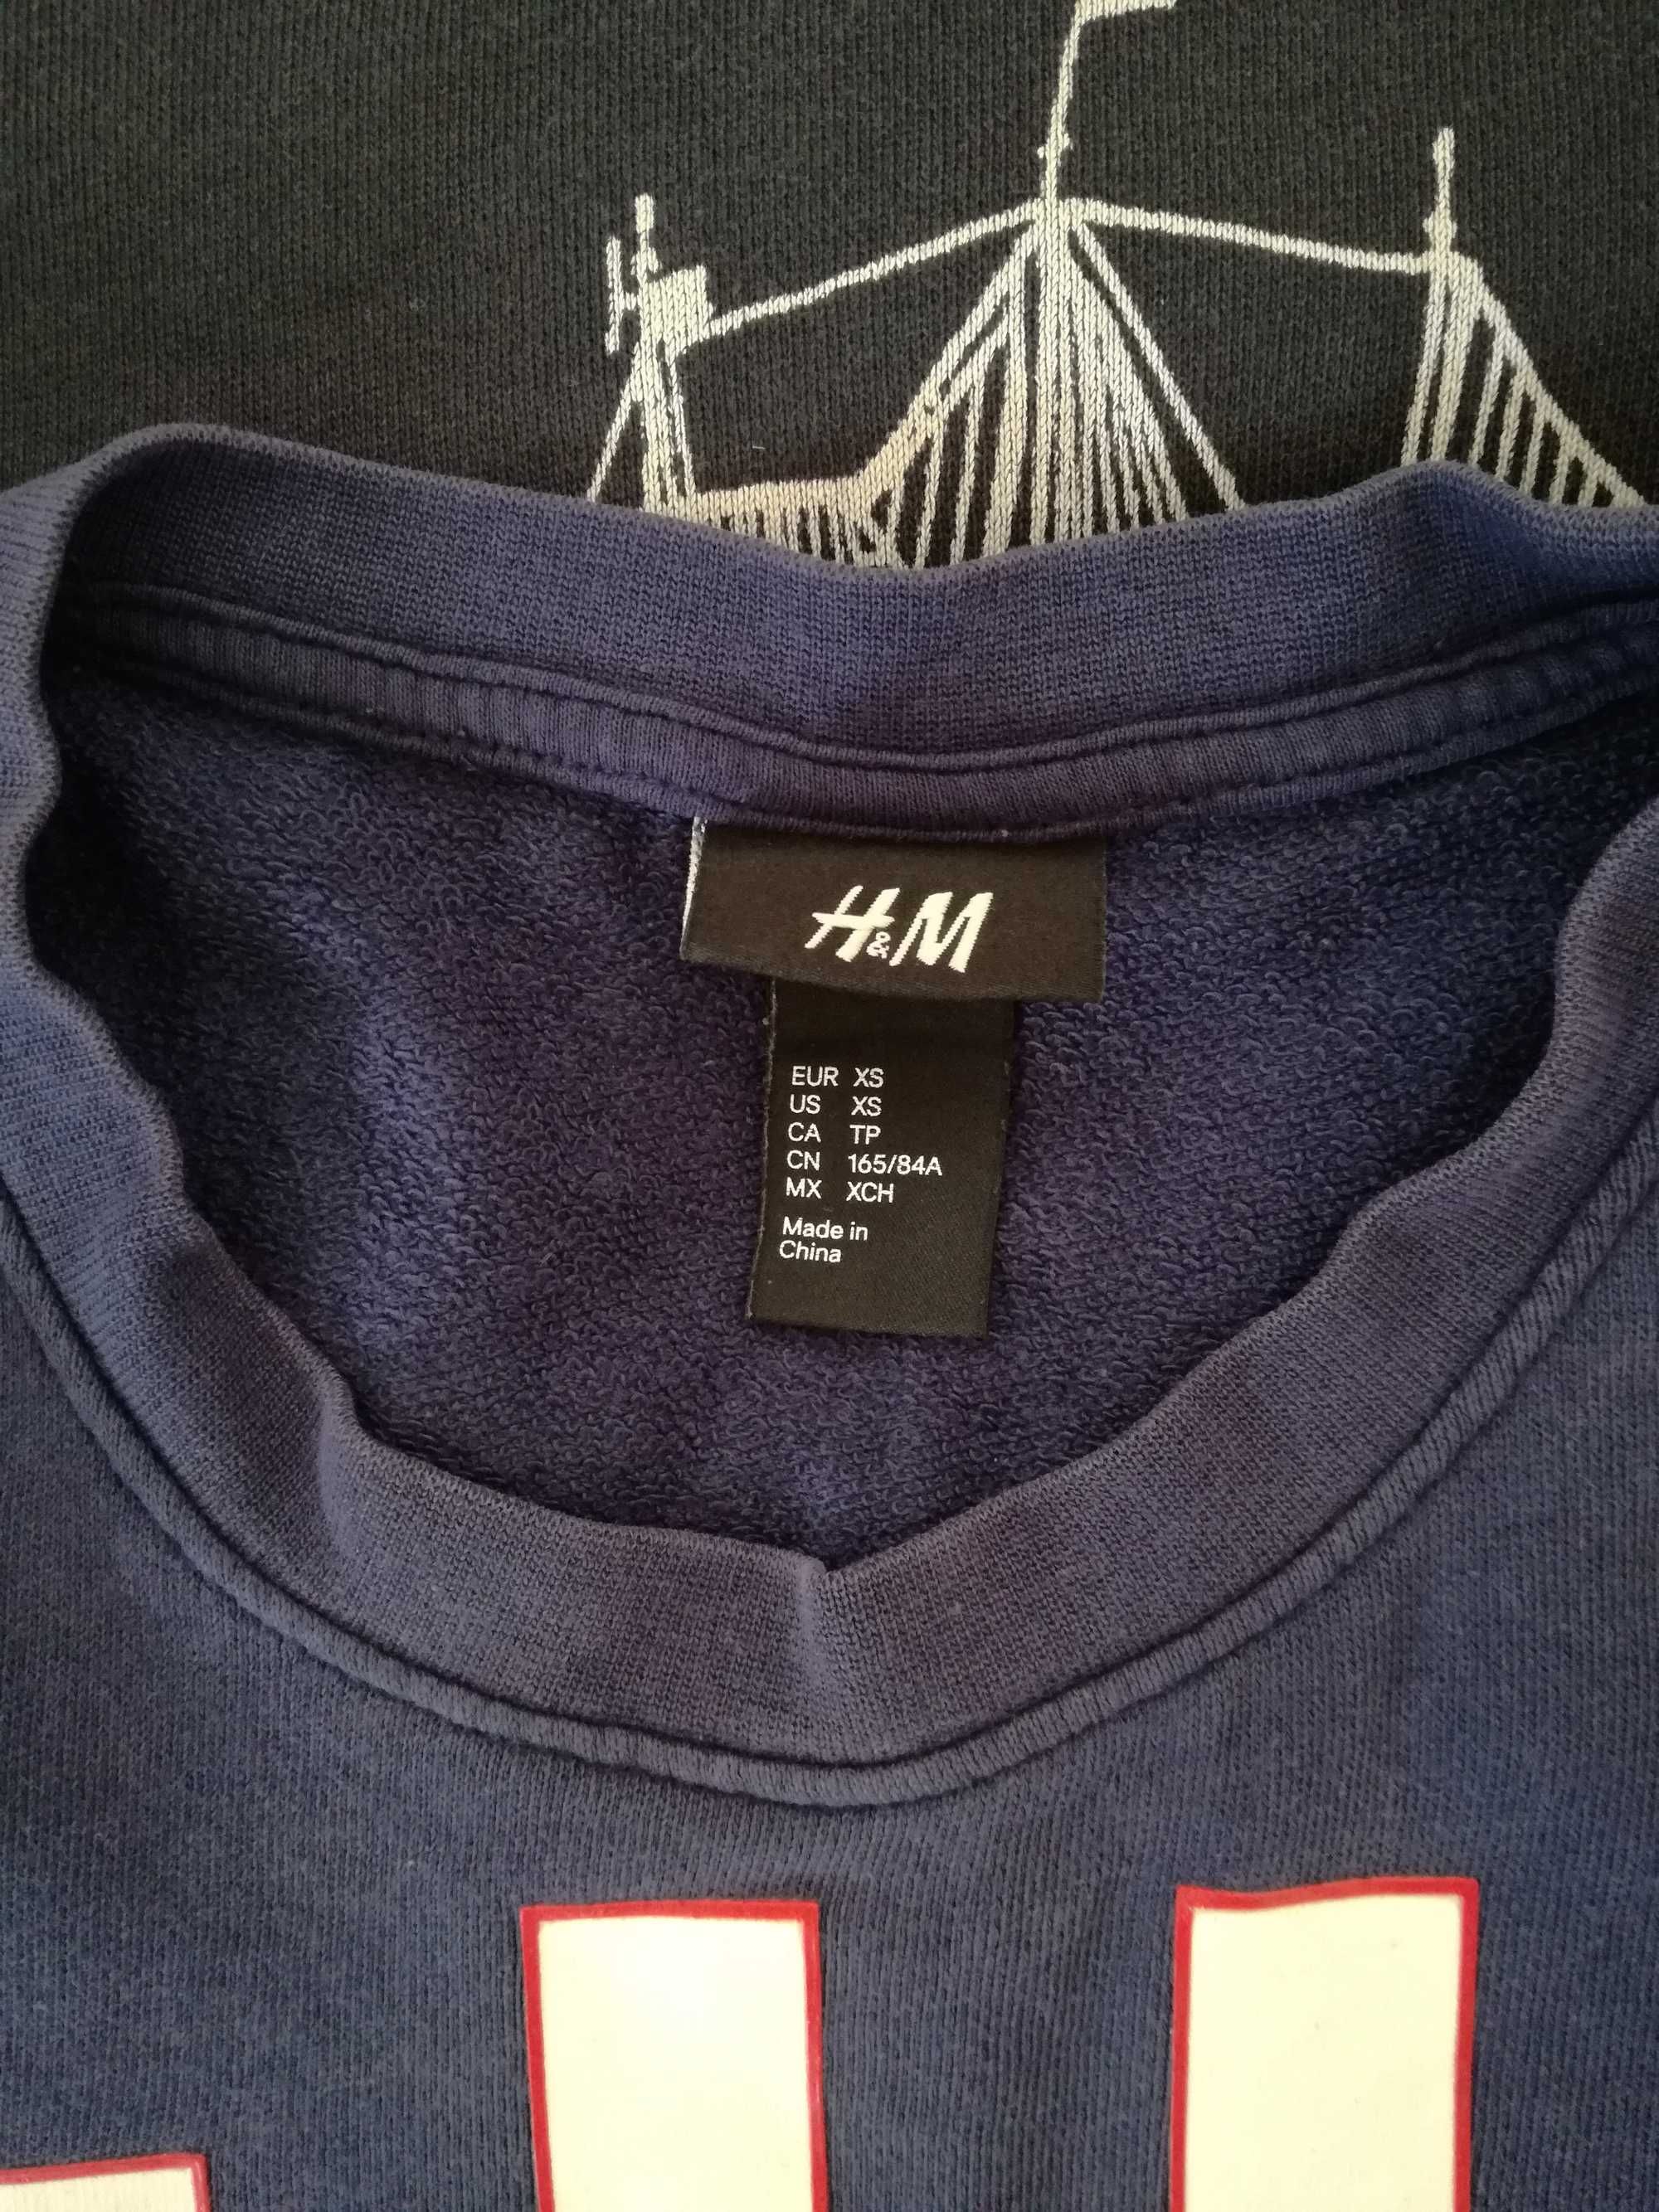 H&M
EUR XS
US XS
CA TP
CN 165/84A
MX XCH
Made in
China